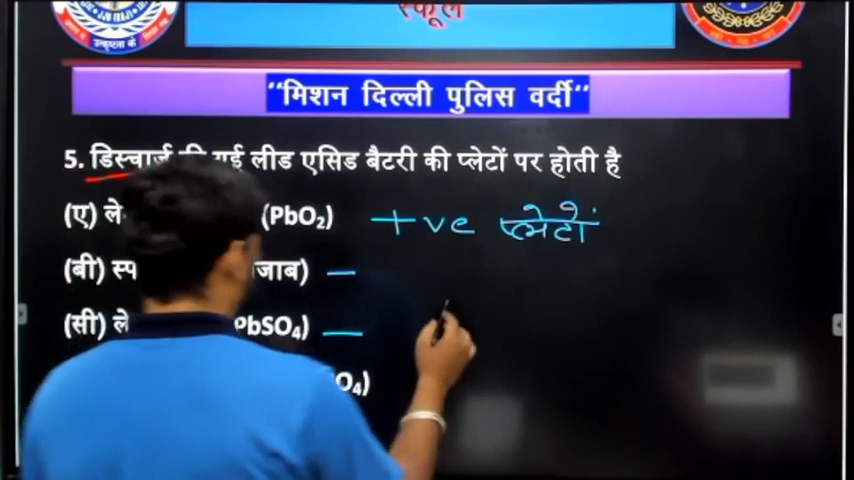 स्कूल
"मिशन दिल्ली पुलिस वर्दी"
5. डिस्चार्ज की गई लीड एसिड बैटरी की प्लेटों पर होती है
(ए) ले (PbO₂) +ve प्लेटों
(बी) स्प जाब) —
(सी) ले PbSO₄) —
O₄)